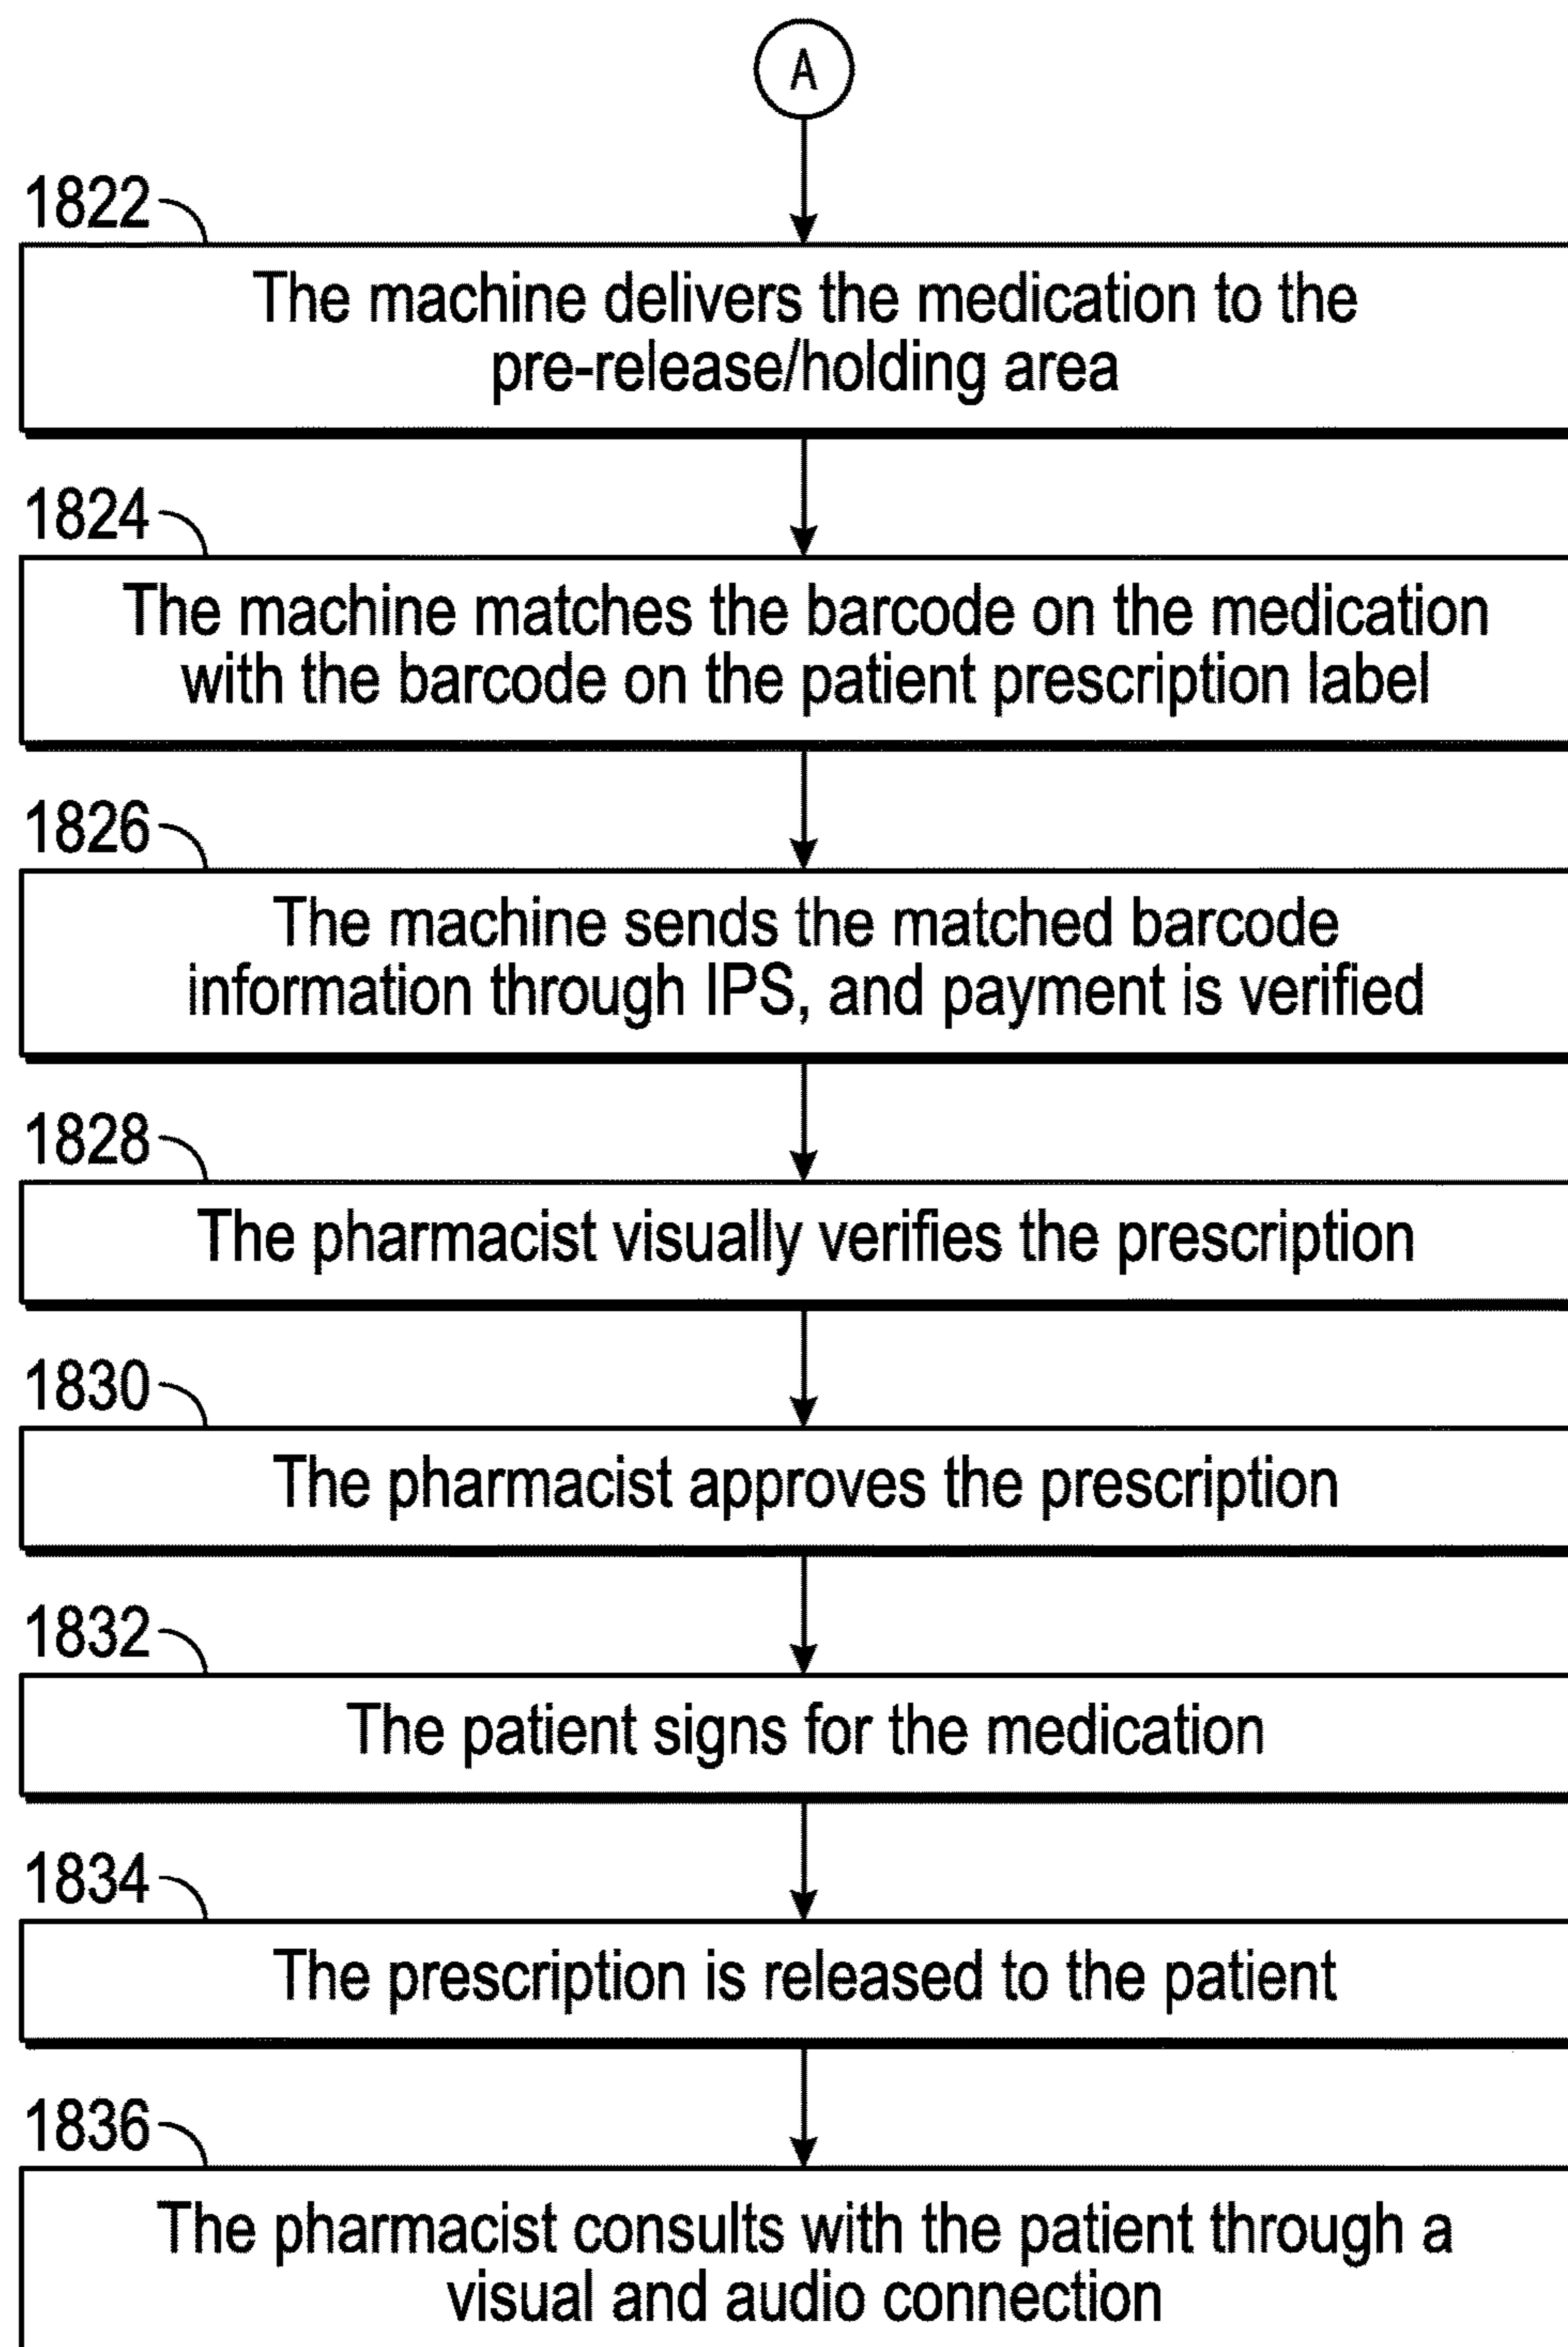 A
1822
The machine delivers the medication to the
pre-release/holding area
1824
The machine matches the barcode on the medication
with the barcode on the patient prescription label
1826
The machine sends the matched barcode
information through IPS, and payment is verified
1828
The pharmacist visually verifies the prescription
1830
The pharmacist approves the prescription
1832
The patient signs for the medication
1834
The prescription is released to the patient
1836
The pharmacist consults with the patient through a
visual and audio connection